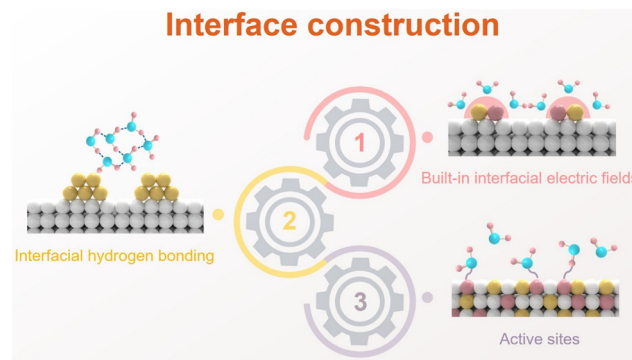 Interface construction
1
Built-in interfacial electric fields
2
Interfacial hydrogen bonding
3
Active sites